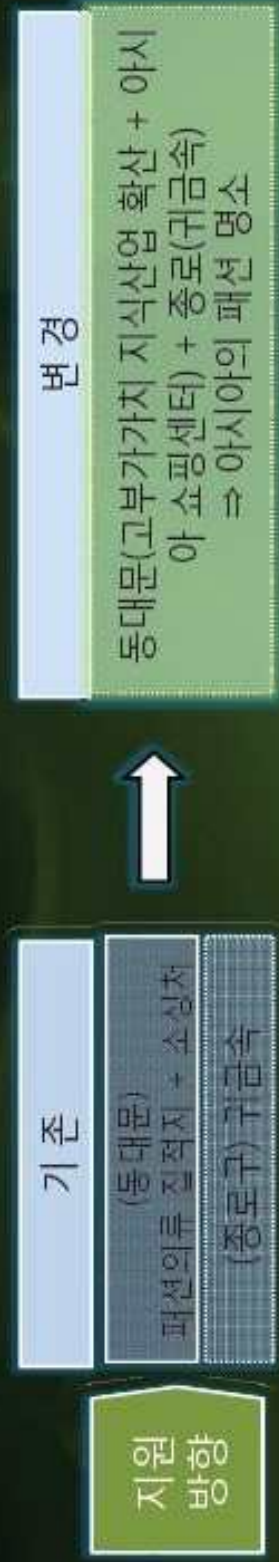 지원
방향
기존
(동대문)
패션의류 집적지 + 소상차
(종로구) 귀금속
변경
동대문(고부가가치 지식산업 확산 + 아시
아 쇼핑센터) + 종로(귀금속)
⇒ 아시아의 패션 명소